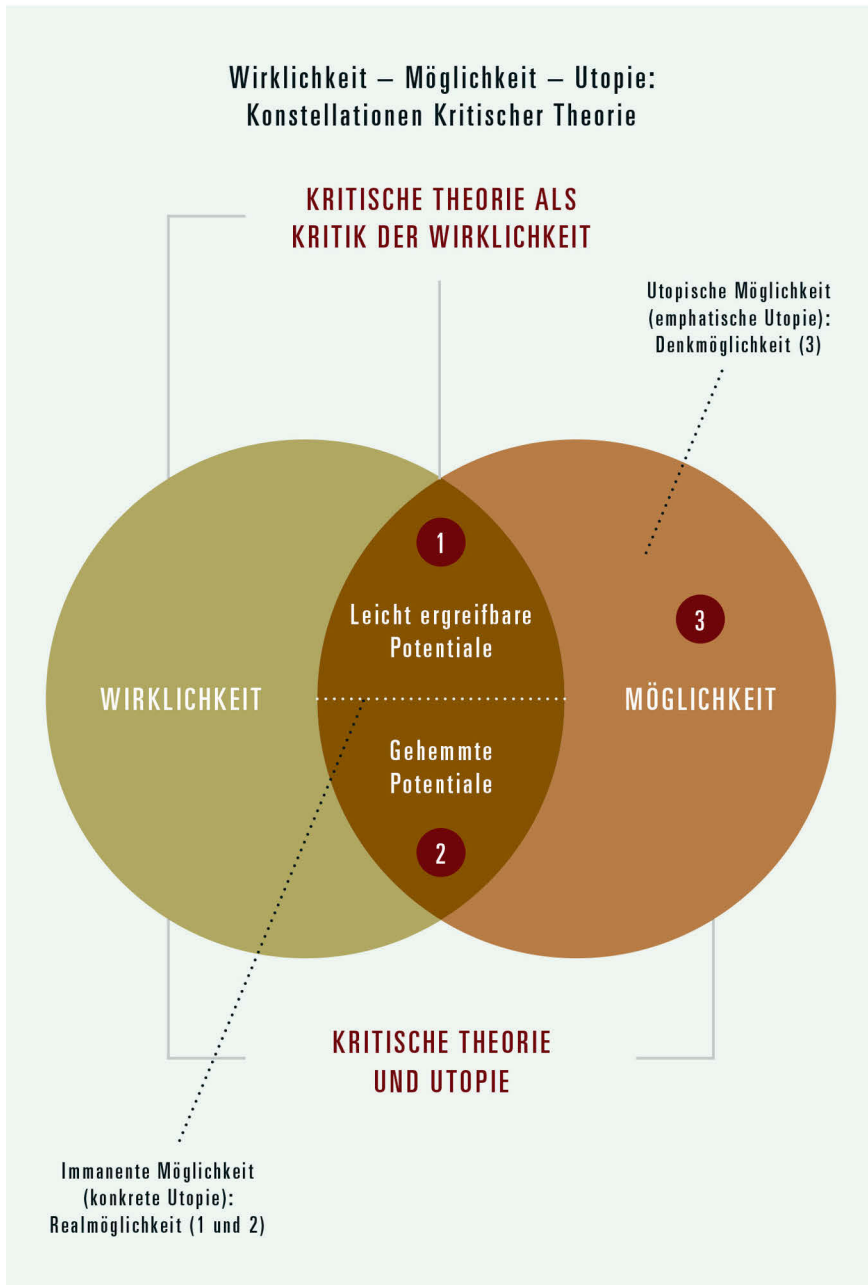 Wirklichkeit – Möglichkeit – Utopie:
Konstellationen Kritischer Theorie
KRITISCHE THEORIE ALS
KRITIK DER WIRKLICHKEIT
Utopische Möglichkeit
(emphatische Utopie):
Denkmöglichkeit (3)
1
Leicht ergreifbare
Potentiale
3
WIRKLICHKEIT
MÖGLICHKEIT
Gehemmte
Potentiale
2
KRITISCHE THEORIE
UND UTOPIE
Immanente Möglichkeit
(konkrete Utopie):
Realmöglichkeit (1 und 2)